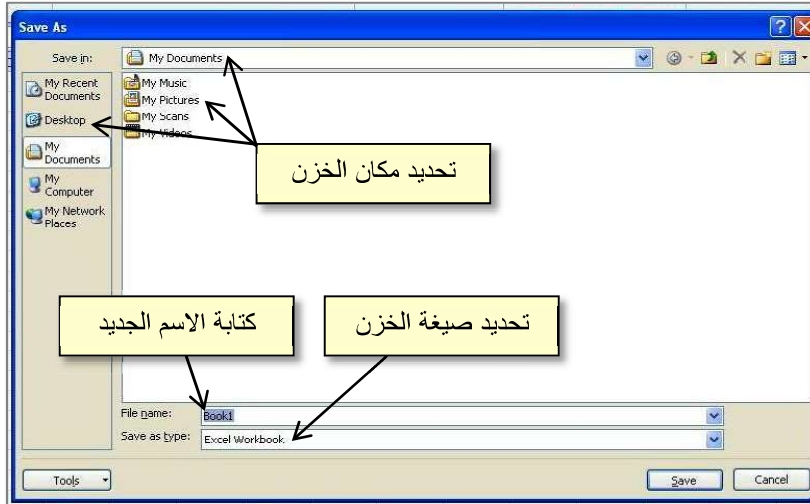 Save As
Save in:
My Documents
My Recent
Documents
Desktop
My
Documents
My
Computer
My Network
Places
My Music
My Pictures
My Scans
My Videos
تحديد مكان الخزن
كتابة الاسم الجديد
تحديد صيغة الخزن
File name:
Book1
Save as type:
Excel Workbook
Tools
Save
Cancel